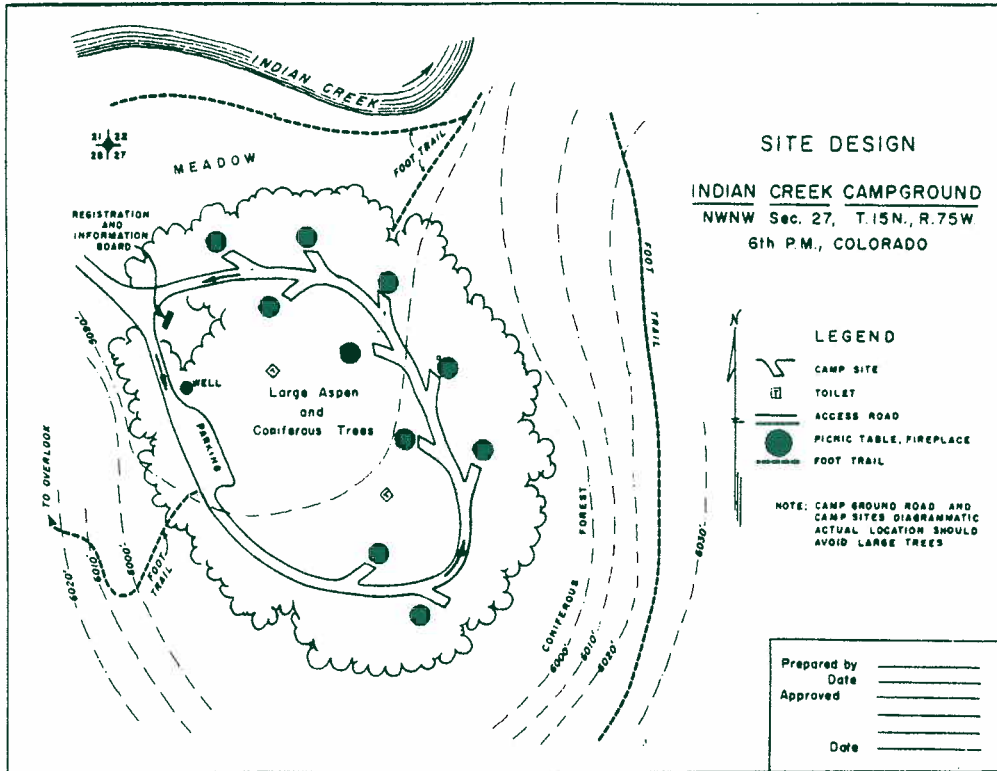 INDIAN CREEK
21 22
28 27
MEADOW
FOOT TRAIL
REGISTRATION
AND
INFORMATION
BOARD
WELL
PARKING
Large Aspen
and
Coniferous Trees
TO OVERLOOK
FOOT
TRAIL
6020'
6010'
6000'
FOOT TRAIL
CONIFEROUS FOREST
6000'
6010'
6020'
6030'
SITE DESIGN
INDIAN CREEK CAMPGROUND
NWNW Sec. 27, T.15N., R.75W.
6th P.M., COLORADO
N
LEGEND
CAMP SITE
T TOILET
ACCESS ROAD
PICNIC TABLE, FIREPLACE
FOOT TRAIL
NOTE: CAMP GROUND ROAD AND
CAMP SITES DIAGRAMMATIC
ACTUAL LOCATION SHOULD
AVOID LARGE TREES
Prepared by
Date
Approved
Date